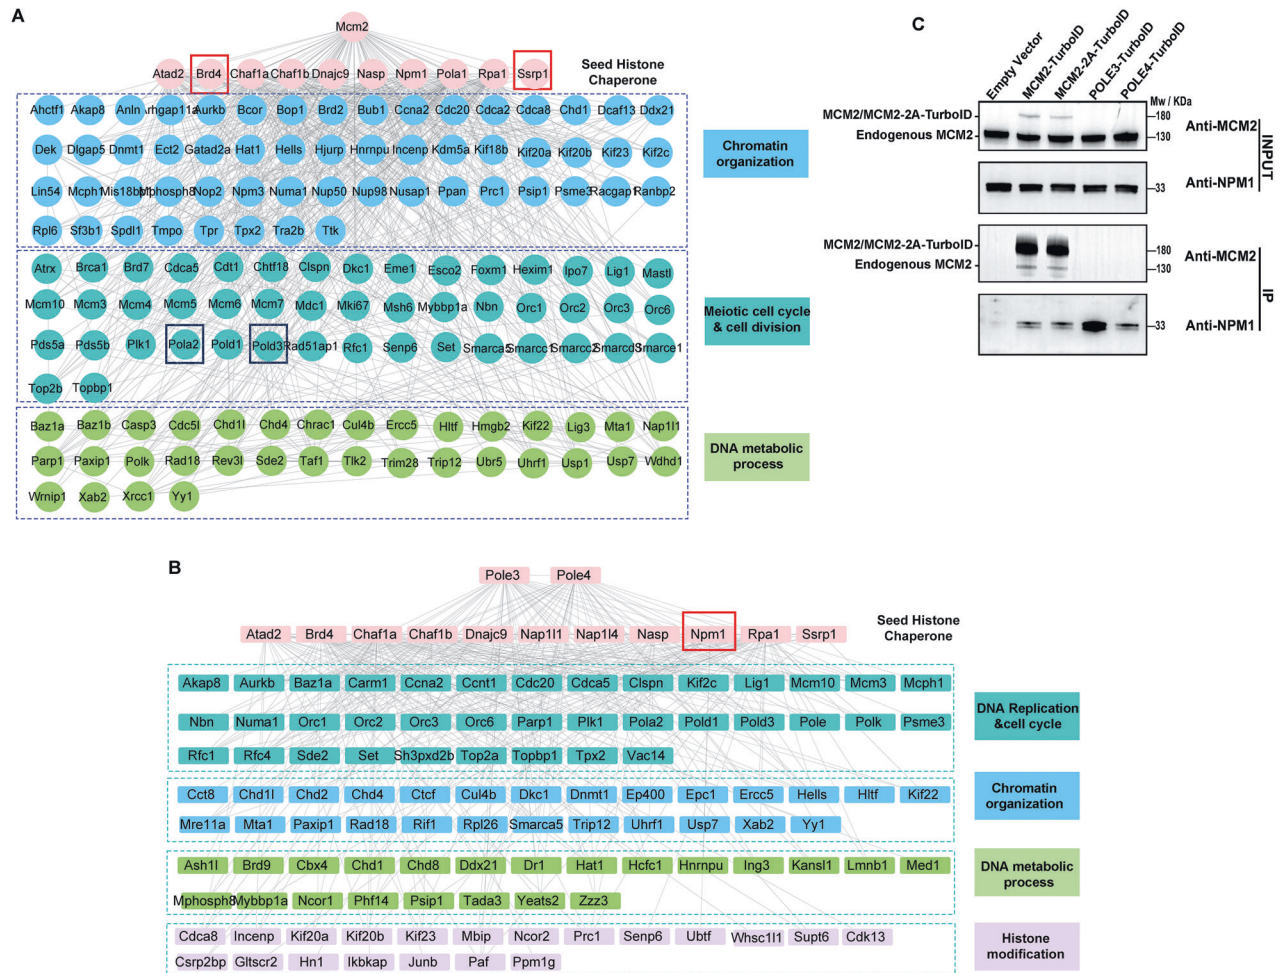 A
Mcm2
Atad2 Brd4 Chaf1a Chaf1b Dnajc9 Nasp Npm1 Pola1 Rpa1 Ssrp1
Seed Histone
Chaperone
Ahctf1 Akap8 Anln Arhgap11a Aurkb Bcor Bop1 Brd2 Bub1 Ccna2 Cdc20 Cdca2 Cdca8 Chd1 Dcaf13 Ddx21
Dek Dlgap5 Dnmt1 Ect2 Gatad2a Hat1 Hells Hjurp Hnrnpu Incenp Kdm5a Kif18b Kif20a Kif20b Kif23 Kif2c
Lin54 Mcph1 Mis18bp1 Mphosph8 Nop2 Npm3 Numa1 Nup50 Nup98 Nusap1 Ppan Prc1 Psip1 Psme3 Racgap1 Ranbp2
Rpl6 Sf3b1 Spdl1 Tmpo Tpr Tpx2 Tra2b Ttk
Chromatin
organization
Atrx Brca1 Brd7 Cdca5 Cdt1 Chtf18 Clspn Dkc1 Eme1 Esco2 Foxm1 Hexim1 Ipo7 Lig1 Mastl
Mcm10 Mcm3 Mcm4 Mcm5 Mcm6 Mcm7 Mdc1 Mki67 Msh6 Mybbp1a Nbn Orc1 Orc2 Orc3 Orc6
Pds5a Pds5b Plk1 Pola2 Pold1 Pold3 Rad51ap1 Rfc1 Senp6 Set Smarca5 Smarcc1 Smarcc2 Smarcd3 Smarce1
Top2b Topbp1
Meiotic cell cycle
& cell division
Baz1a Baz1b Casp3 Cdc5l Chd1l Chd4 Chrac1 Cul4b Ercc5 Hltf Hmgb2 Kif22 Lig3 Mta1 Nap1l1
Parp1 Paxip1 Polk Rad18 Rev3l Sde2 Taf1 Tlk2 Trim28 Trip12 Ubr5 Uhrf1 Usp1 Usp7 Wdhd1
Wrnip1 Xab2 Xrcc1 Yy1
DNA metabolic
process
C
Empty Vector
MCM2-TurboID
MCM2-2A-TurboID
POLE3-TurboID
POLE4-TurboID
Mw / KDa
MCM2/MCM2-2A-TurboID 180
Endogenous MCM2 130
Anti-MCM2
33 Anti-NPM1
INPUT
MCM2/MCM2-2A-TurboID 180
Endogenous MCM2 130
Anti-MCM2
33 Anti-NPM1
IP
B
Pole3 Pole4
Atad2 Brd4 Chaf1a Chaf1b Dnajc9 Nap1l1 Nap1l4 Nasp Npm1 Rpa1 Ssrp1
Seed Histone
Chaperone
Akap8 Aurkb Baz1a Carm1 Ccna2 Ccnt1 Cdc20 Cdca5 Clspn Kif2c Lig1 Mcm10 Mcm3 Mcph1
Nbn Numa1 Orc1 Orc2 Orc3 Orc6 Parp1 Plk1 Pola2 Pold1 Pold3 Pole Polk Psme3
Rfc1 Rfc4 Sde2 Set Sh3pxd2b Top2a Topbp1 Tpx2 Vac14
DNA Replication
&cell cycle
Cct8 Chd1l Chd2 Chd4 Ctcf Cul4b Dkc1 Dnmt1 Ep400 Epc1 Ercc5 Hells Hltf Kif22
Mre11a Mta1 Paxip1 Rad18 Rif1 Rpl26 Smarca5 Trip12 Uhrf1 Usp7 Xab2 Yy1
Chromatin
organization
Ash1l Brd9 Cbx4 Chd1 Chd8 Ddx21 Dr1 Hat1 Hcfc1 Hnrnpu Ing3 Kansl1 Lmnb1 Med1
Mphosph8 Mybbp1a Ncor1 Phf14 Psip1 Tada3 Yeats2 Zzz3
DNA metabolic
process
Cdca8 Incenp Kif20a Kif20b Kif23 Mbip Ncor2 Prc1 Senp6 Ubtf Whsc1l1 Supt6 Cdk13
Csrp2bp Gltscr2 Hn1 Ikbkap Junb Paf Ppm1g
Histone
modification